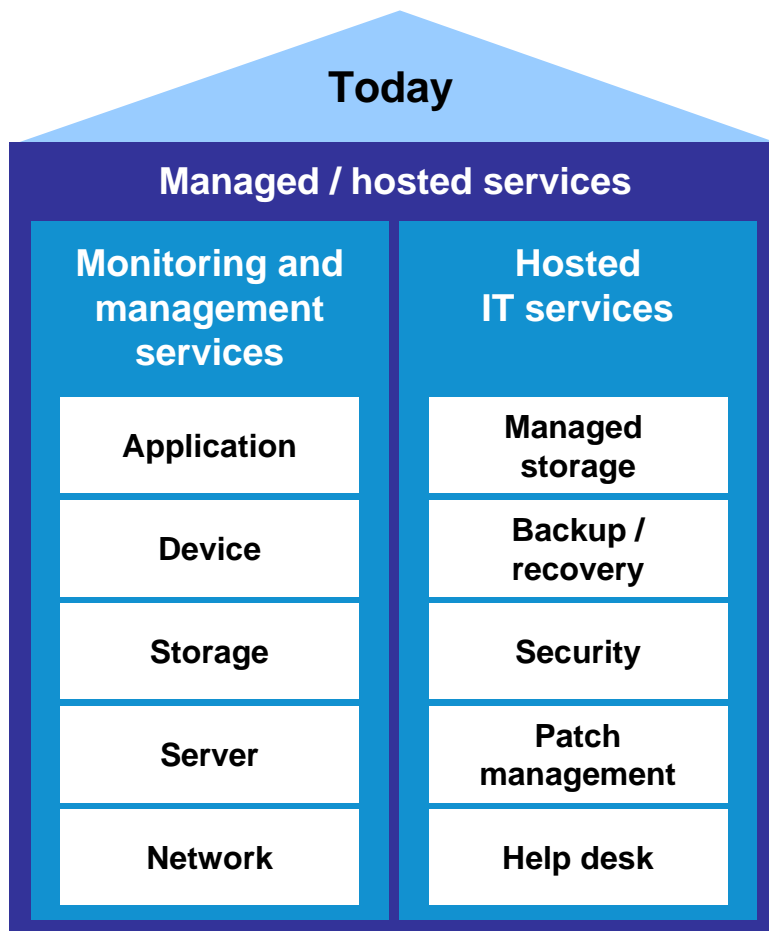 Today
Managed / hosted services
Monitoring and
management
services
Application
Device
Storage
Server
Network
Hosted
IT services
Managed
storage
Backup /
recovery
Security
Patch
management
Help desk